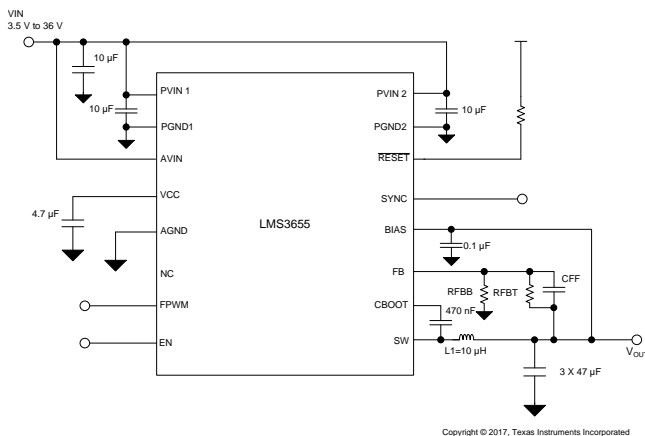 VIN
3.5 V to 36 V
10 µF
10 µF
PVIN 1
PGND1
AVIN
VCC
4.7 µF
AGND
NC
FPWM
EN
LMS3655
PVIN 2
10 µF
PGND2
RESET
SYNC
BIAS
0.1 µF
FB
RFBB
RFBT
CFF
CBOOT
470 nF
SW
L1=10 µH
VOUT
3 X 47 µF
Copyright © 2017, Texas Instruments Incorporated